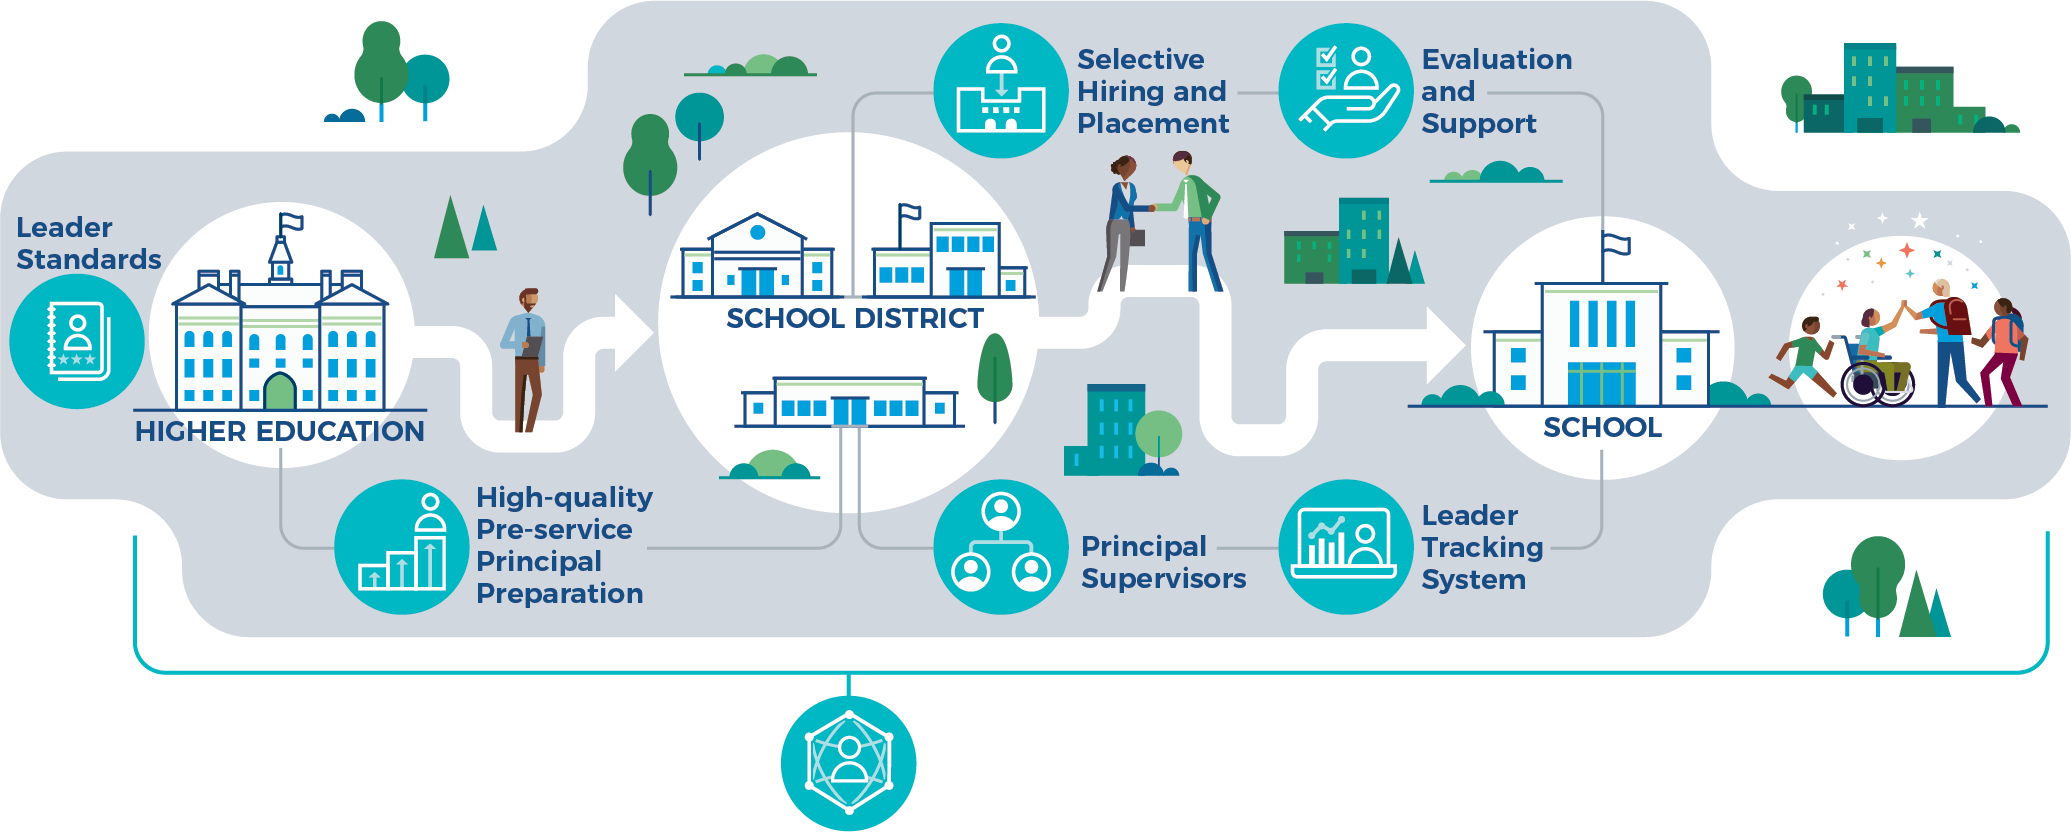 Leader
Standards
HIGHER EDUCATION
High-quality
Pre-service
Principal
Preparation
SCHOOL DISTRICT
Selective
Hiring and
Placement
Evaluation
and
Support
Principal
Supervisors
Leader
Tracking
System
SCHOOL